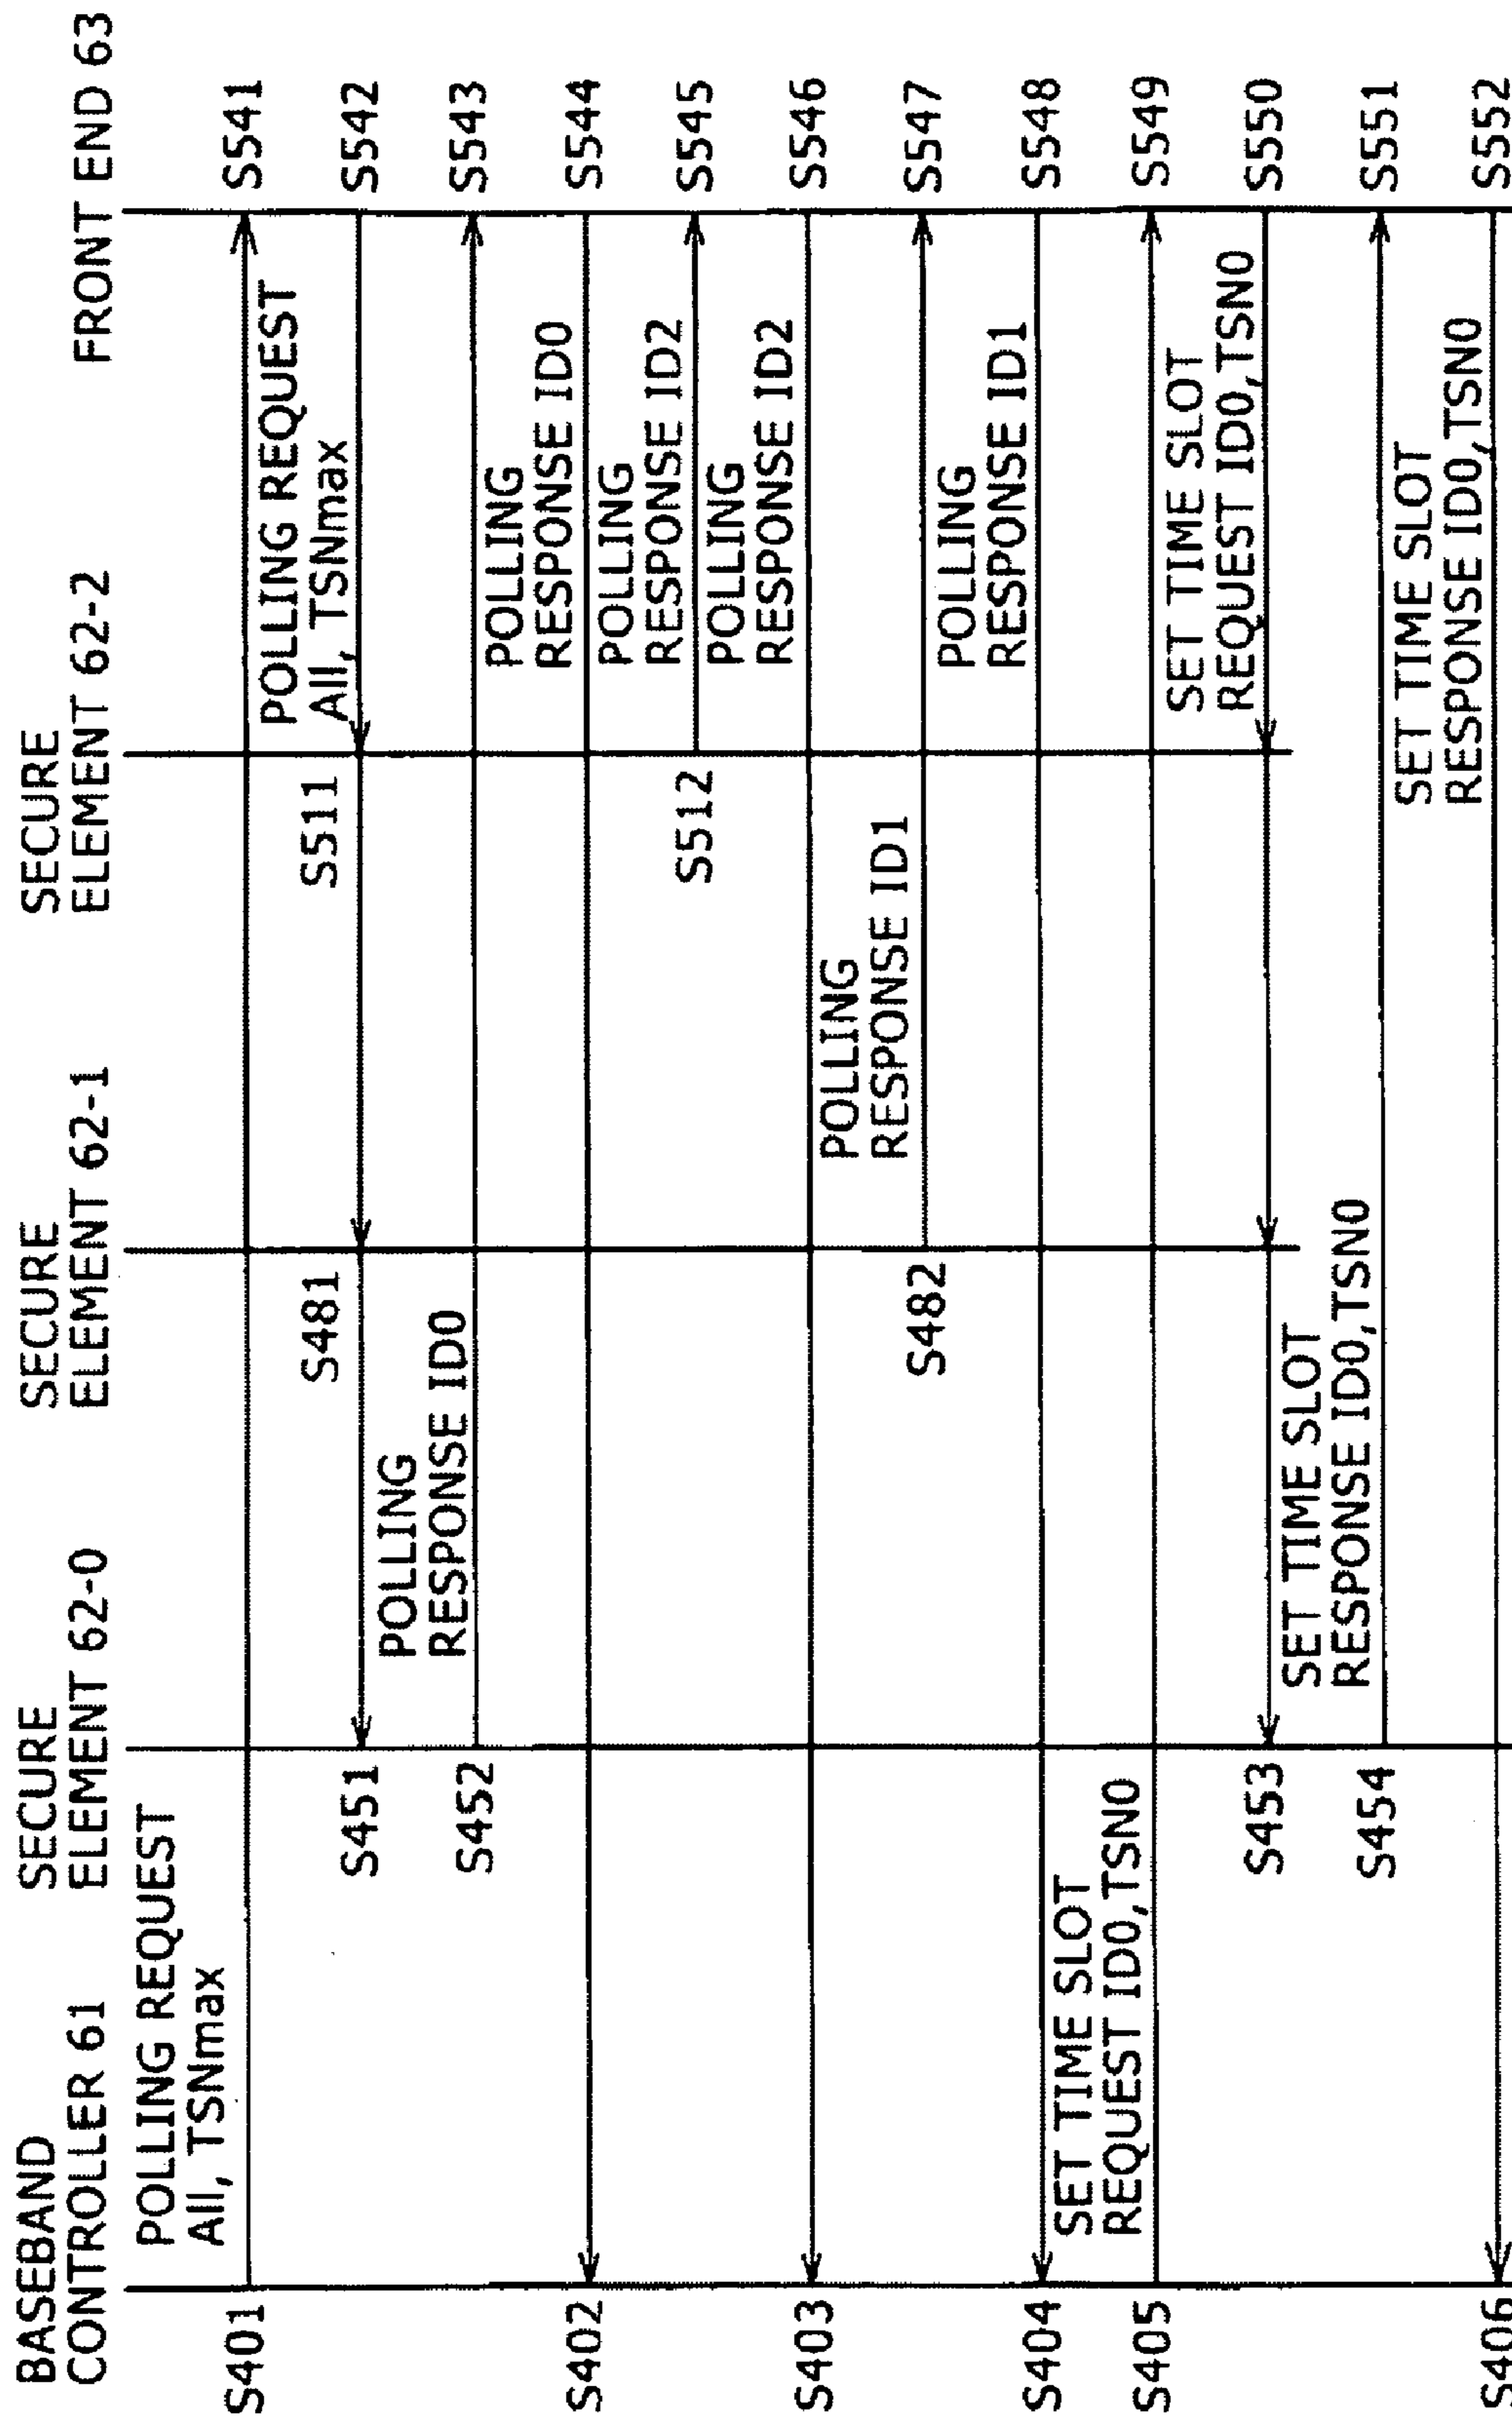 BASEBAND
CONTROLLER 61
SECURE
ELEMENT 62-0
SECURE
ELEMENT 62-1
SECURE
ELEMENT 62-2
FRONT END 63
POLLING REQUEST
All, TSNmax
S401
S541
POLLING REQUEST
All, TSNmax
S451
S481
S511
S542
POLLING
RESPONSE ID0
S452
S543
POLLING
RESPONSE ID0
S402
S544
POLLING
RESPONSE ID2
S512
S545
POLLING
RESPONSE ID2
S403
S546
POLLING
RESPONSE ID1
S482
S547
POLLING
RESPONSE ID1
S404
S548
SET TIME SLOT
REQUEST ID0,TSN0
S405
S549
SET TIME SLOT
REQUEST ID0,TSN0
S453
S550
SET TIME SLOT
RESPONSE ID0,TSN0
S454
S551
SET TIME SLOT
RESPONSE ID0,TSN0
S406
S552